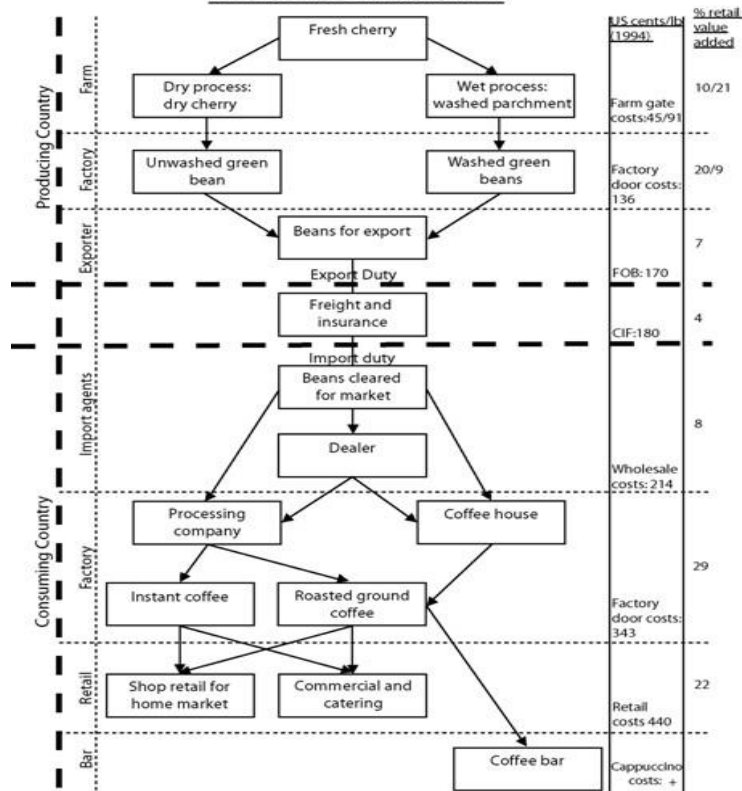 Fresh cherry
US cents/lb
(1994)
% retail
value
added
Producing Country
Farm
Dry process:
dry cherry
Wet process:
washed parchment
Farm gate
costs:45/91
10/21
Factory
Unwashed green
bean
Washed green
beans
Factory
door costs:
136
20/9
Exporter
Beans for export
7
Export Duty
FOB:170
Freight and
insurance
CIF:180
4
Import duty
Consuming Country
Import agents
Beans cleared
for market
Dealer
8
Wholesale
costs:214
Factory
Processing
company
Coffee house
Instant coffee
Roasted ground
coffee
29
Factory
door costs:
343
Retail
Shop retail for
home market
Commercial and
catering
22
Retail
costs 440
Bar
Coffee bar
Cappuccino
costs: +